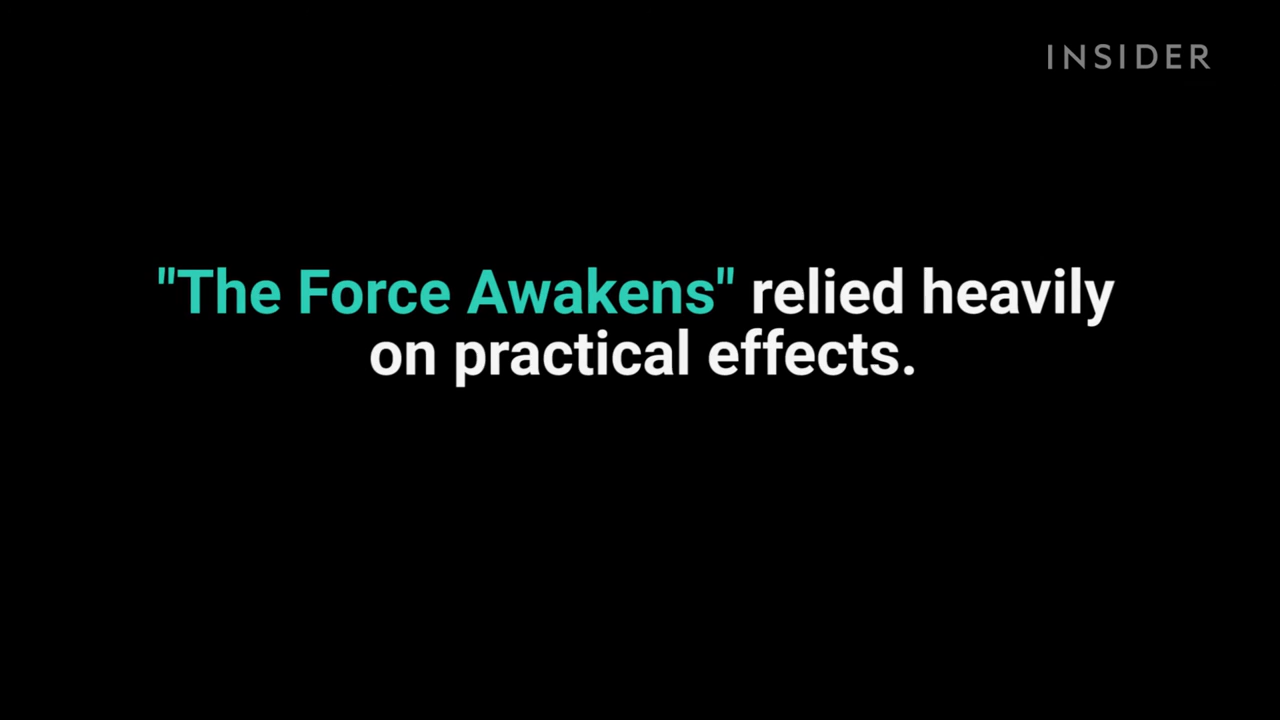 INSIDER
"The Force Awakens" relied heavily
on practical effects.